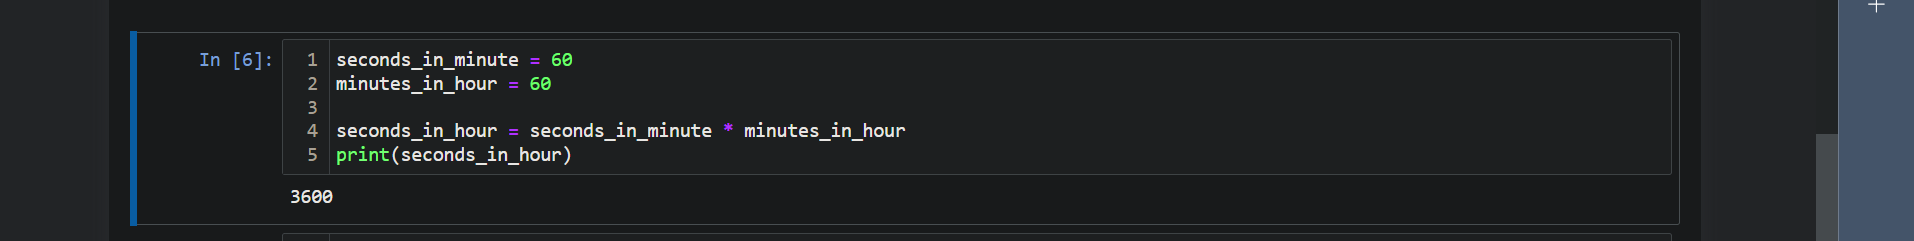 In [6]:
1 seconds_in_minute = 60
2 minutes_in_hour = 60
3
4 seconds_in_hour = seconds_in_minute * minutes_in_hour
5 print(seconds_in_hour)
3600